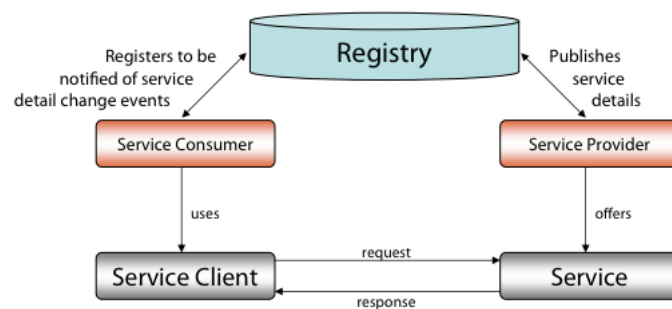 Registry
Registers to be
notified of service
detail change events
Publishes
service
details
Service Consumer
Service Provider
uses
offers
request
Service Client
Service
response